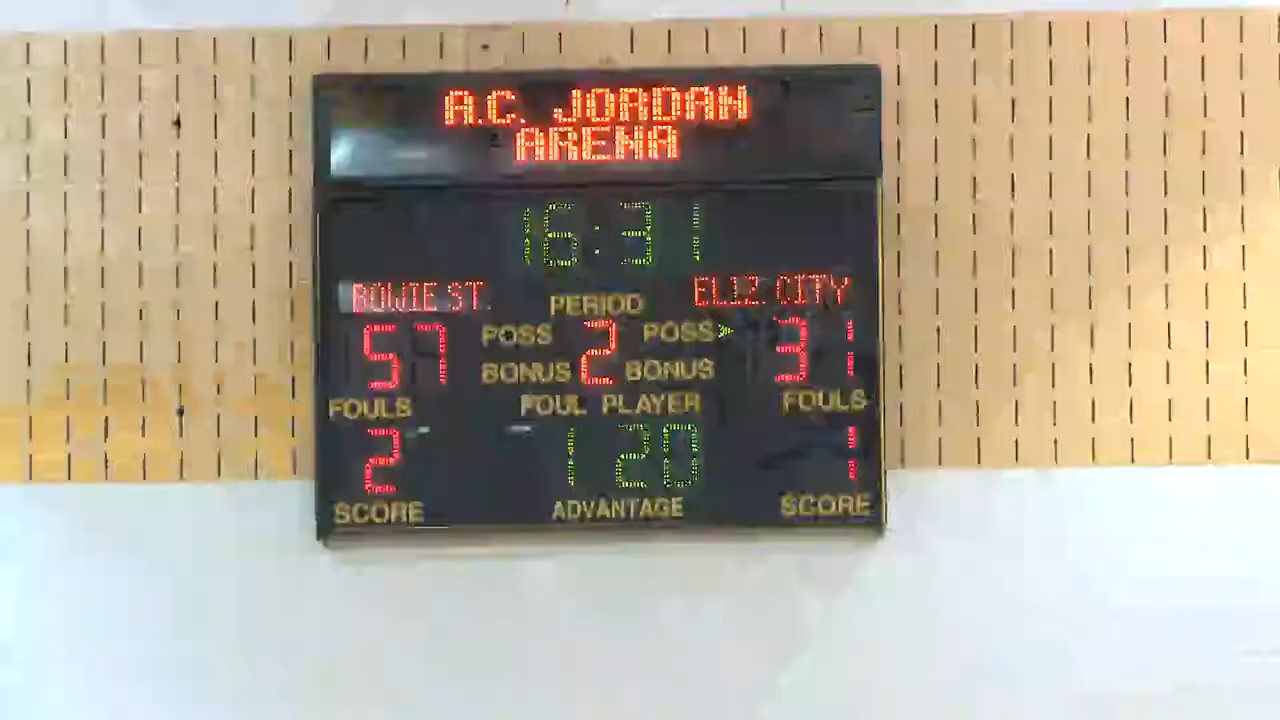 A.C. JORDAN
ARENA
16:31
BOWIE ST. PERIOD ELIZ. CITY
57 POSS 2 POSS 31
BONUS BONUS
FOULS FOUL PLAYER FOULS
2 1 20 1
SCORE ADVANTAGE SCORE